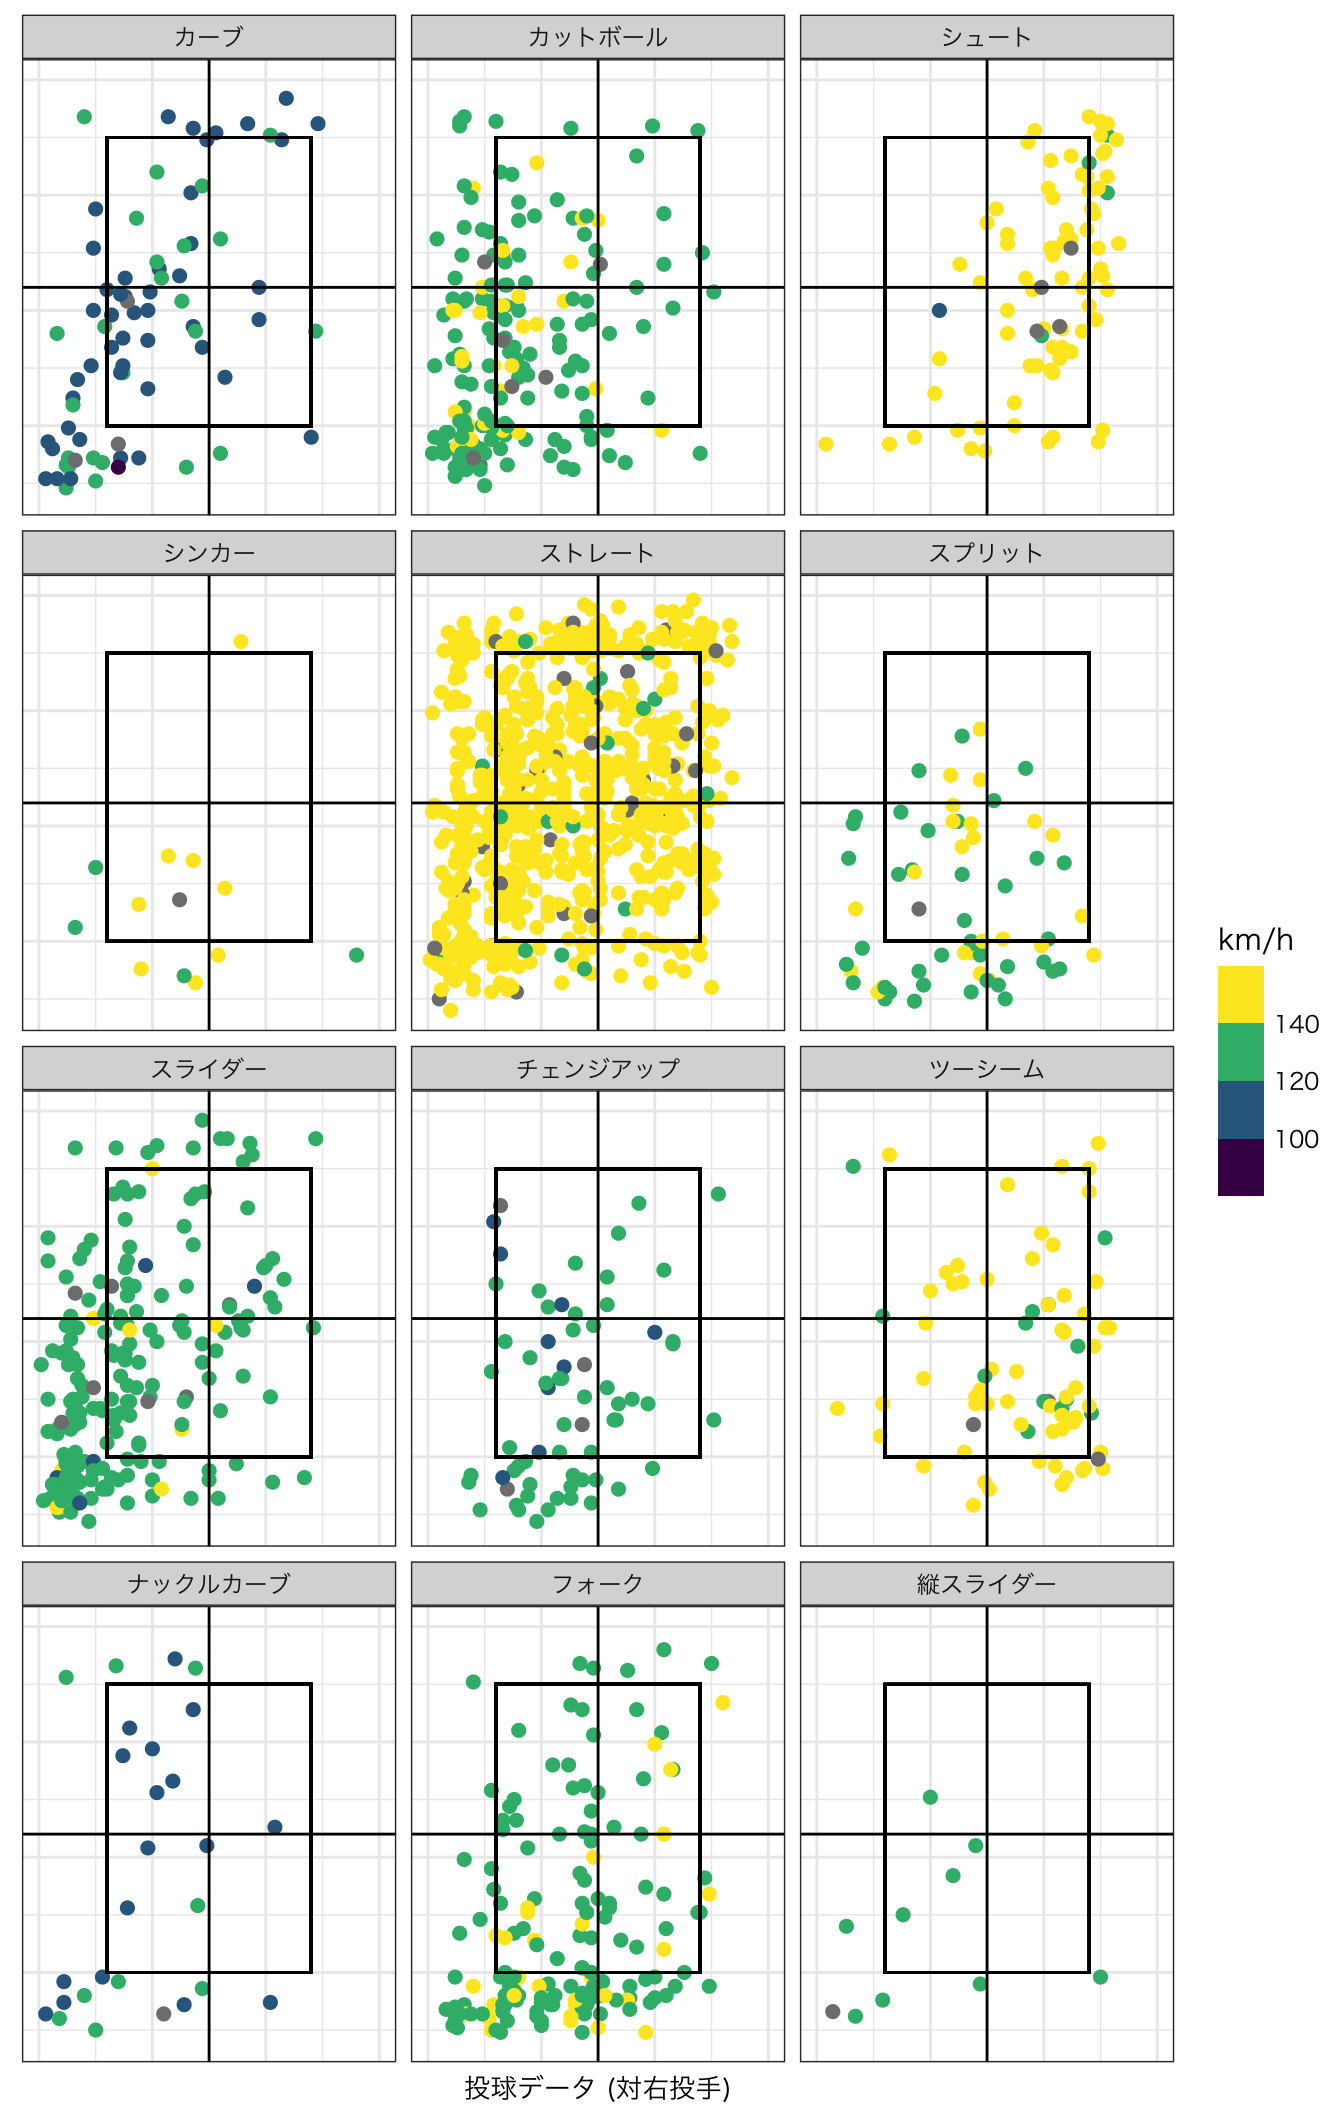 カーブ
カットボール
シュート
シンカー
ストレート
スプリット
km/h
140
120
100
スライダー
チェンジアップ
ツーシーム
ナックルカーブ
フォーク
縦スライダー
投球データ (対右投手)